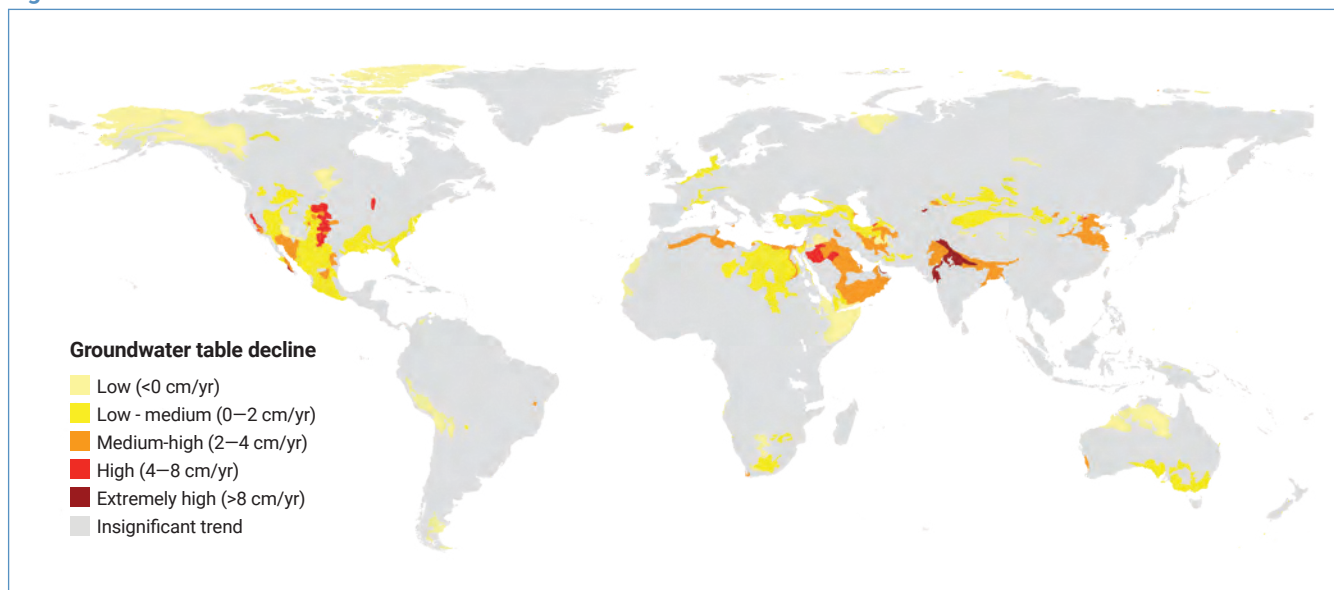 Groundwater table decline
Low (<0 cm/yr)
Low - medium (0—2 cm/yr)
Medium-high (2—4 cm/yr)
High (4—8 cm/yr)
Extremely high (>8 cm/yr)
Insignificant trend